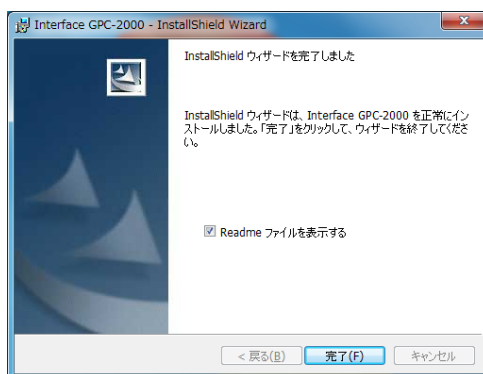 Interface GPC-2000 - InstallShield Wizard
InstallShield ウィザードを完了しました
InstallShield ウィザードは、Interface GPC-2000 を正常にイン
ストールしました。「完了」をクリックして、ウィザードを終了してくださ
い。
Readme ファイルを表示する
< 戻る(B)
完了(F)
キャンセル